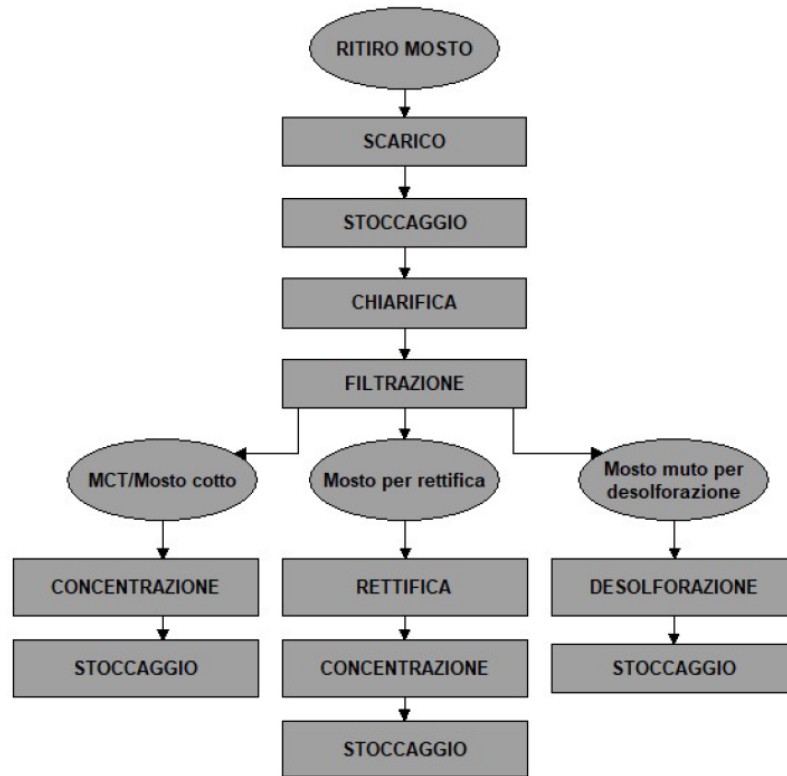 RITIRO MOSTO
SCARICO
STOCCAGGIO
CHIARIFICA
FILTRAZIONE
MCT/Mosto cotto
Mosto per rettifica
Mosto muto per
desolforazione
CONCENTRAZIONE
RETTIFICA
DESOLFORAZIONE
STOCCAGGIO
CONCENTRAZIONE
STOCCAGGIO
STOCCAGGIO